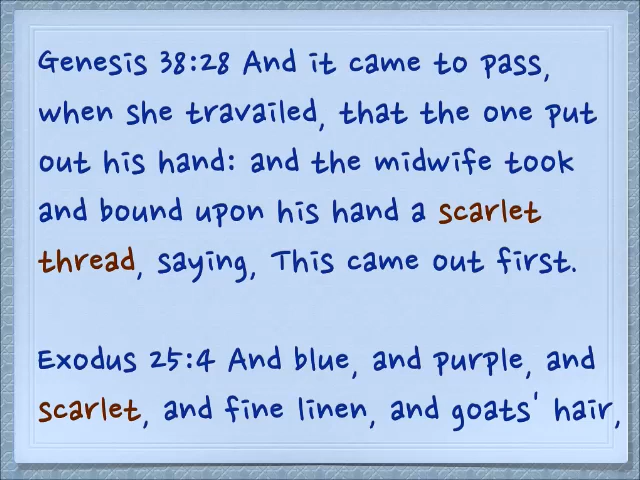 Genesis 38:28 And it came to pass,
when she travailed, that the one put
out his hand: and the midwife took
and bound upon his hand a scarlet
thread, saying, This came out first.
Exodus 25:4 And blue, and purple, and
scarlet, and fine linen, and goats' hair,